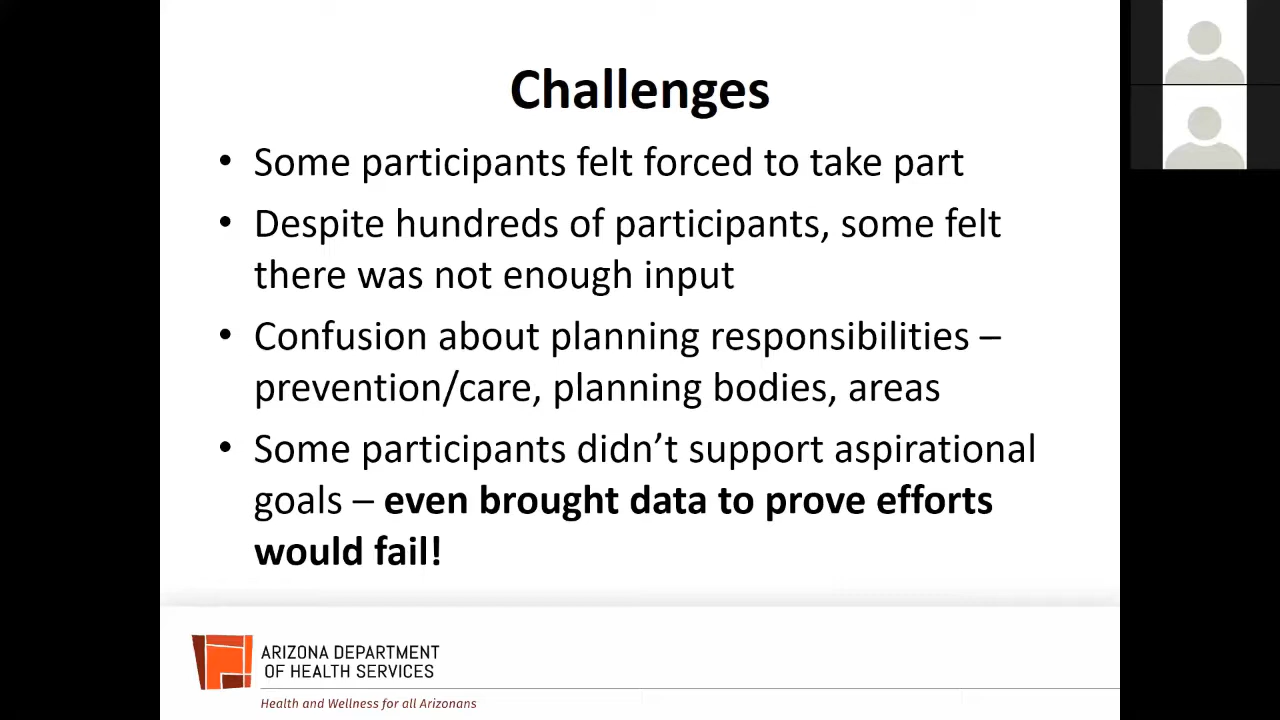 Challenges
• Some participants felt forced to take part
• Despite hundreds of participants, some felt
there was not enough input
• Confusion about planning responsibilities –
prevention/care, planning bodies, areas
• Some participants didn’t support aspirational
goals – even brought data to prove efforts
would fail!
ARIZONA DEPARTMENT
OF HEALTH SERVICES
Health and Wellness for all Arizonans